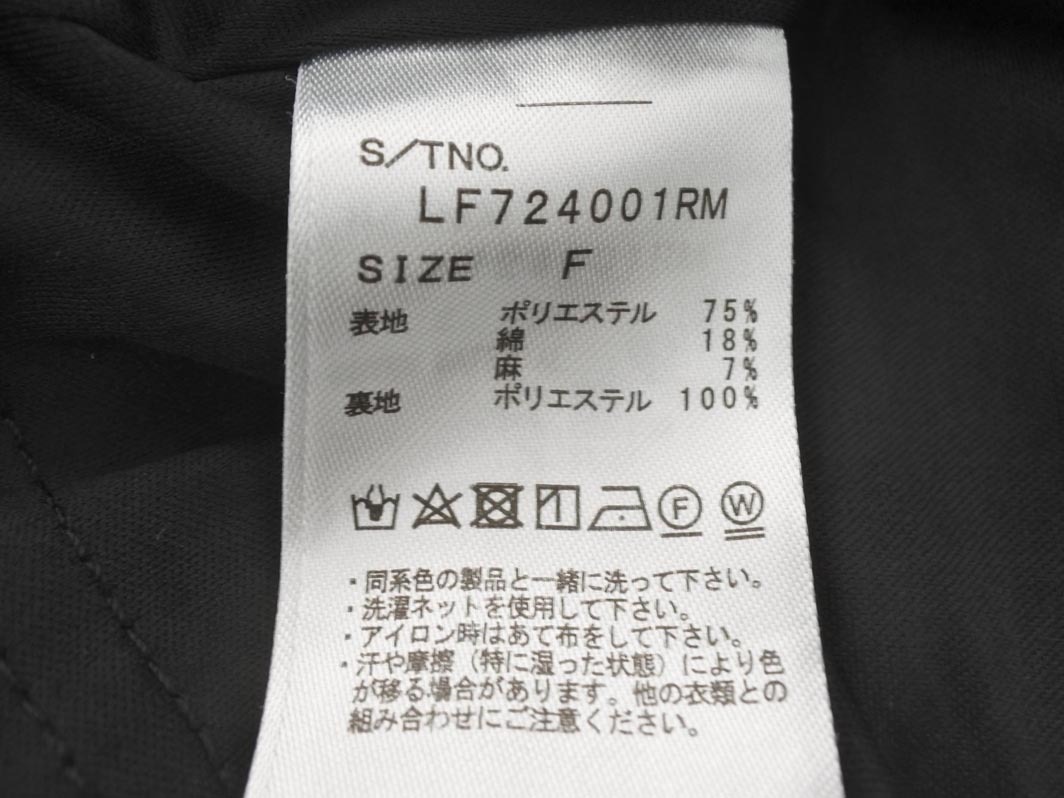 S/TNO.
LF724001RM
SIZE F
表地 ポリエステル 75%
綿 18%
麻 7%
裏地 ポリエステル 100%
F W
・同系色の製品と一緒に洗って下さい。
・洗濯ネットを使用して下さい。
・アイロン時はあて布をして下さい。
・汗や摩擦（特に湿った状態）により色
が移る場合があります。他の衣類との
組み合わせにご注意ください。